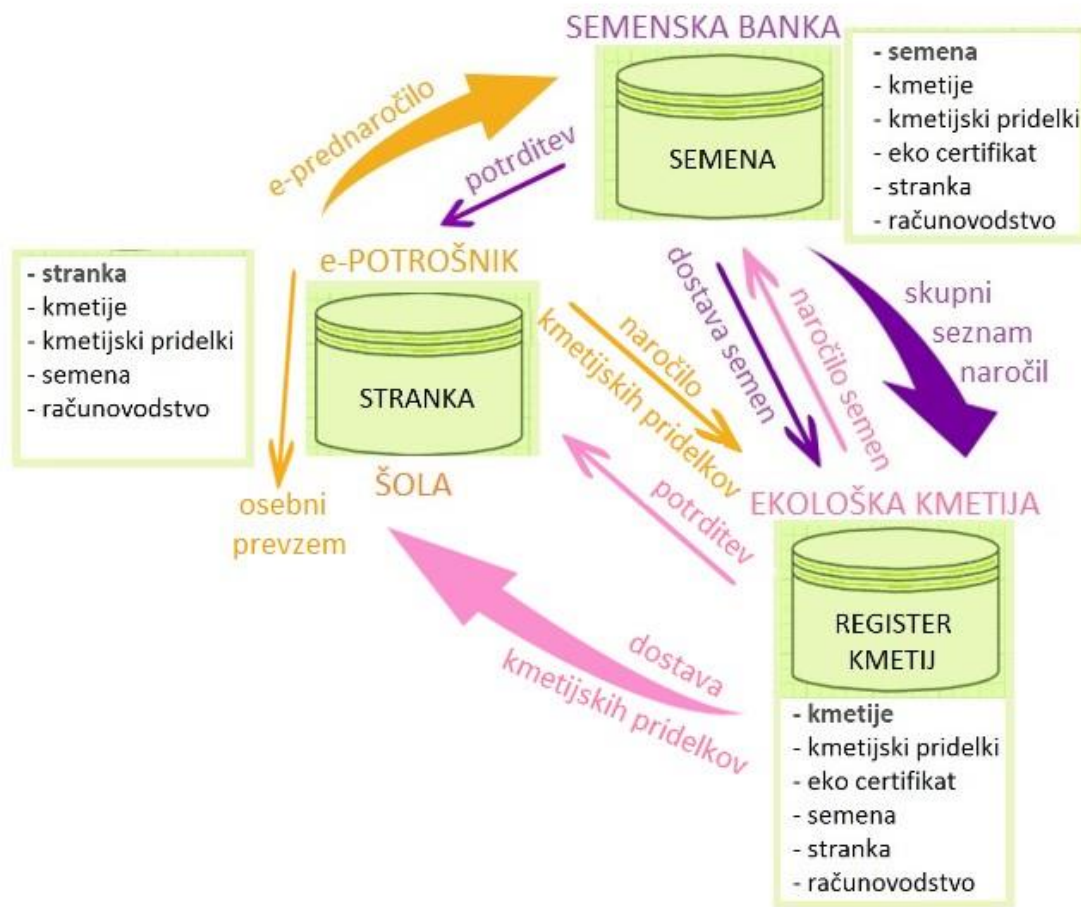 SEMENSKA BANKA
SEMENA
- semena
- kmetije
- kmetijski pridelki
- eko certifikat
- stranka
- računovodstvo
e-prednaročilo
potrditev
e-POTROŠNIK
STRANKA
ŠOLA
- stranka
- kmetije
- kmetijski pridelki
- semena
- računovodstvo
osebni
prevzem
naročilo
kmetijskih pridelkov
dostava semen
naročilo semen
skupni
seznam
naročil
potrditev
EKOLOŠKA KMETIJA
REGISTER
KMETIJ
dostava
kmetijskih pridelkov
- kmetije
- kmetijski pridelki
- eko certifikat
- semena
- stranka
- računovodstvo